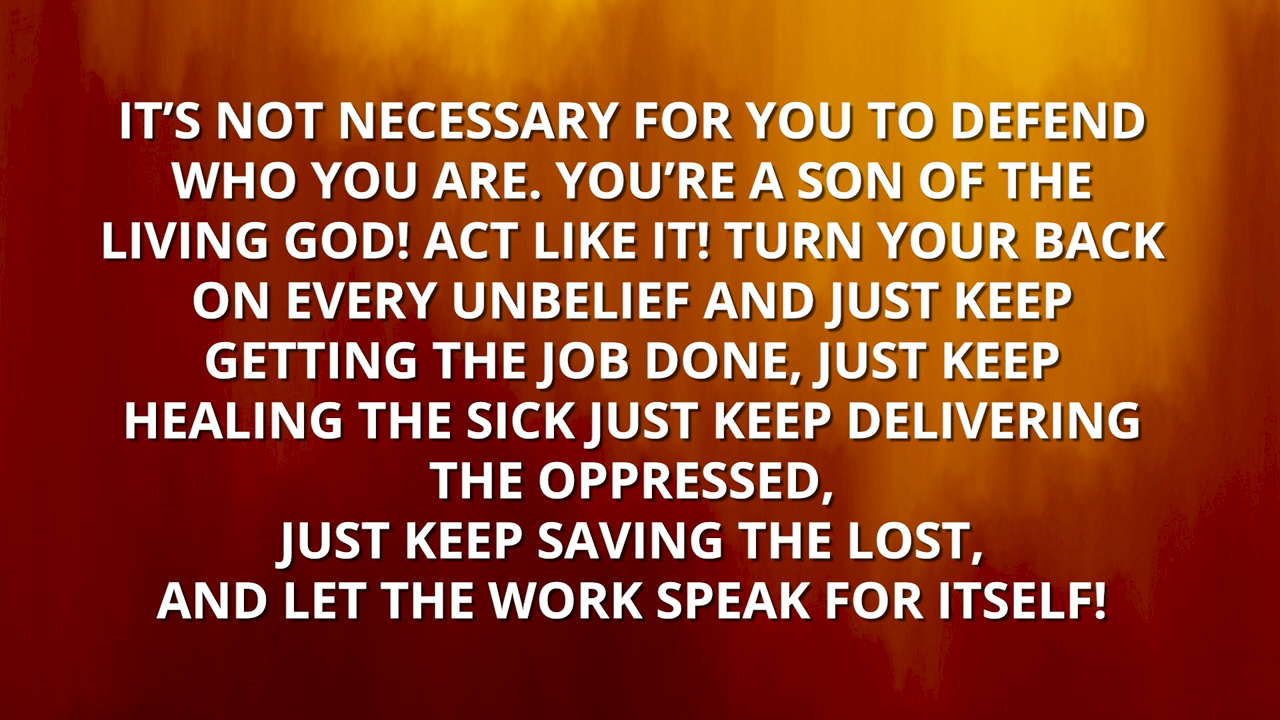 IT’S NOT NECESSARY FOR YOU TO DEFEND
WHO YOU ARE. YOU’RE A SON OF THE
LIVING GOD! ACT LIKE IT! TURN YOUR BACK
ON EVERY UNBELIEF AND JUST KEEP
GETTING THE JOB DONE, JUST KEEP
HEALING THE SICK JUST KEEP DELIVERING
THE OPPRESSED,
JUST KEEP SAVING THE LOST,
AND LET THE WORK SPEAK FOR ITSELF!